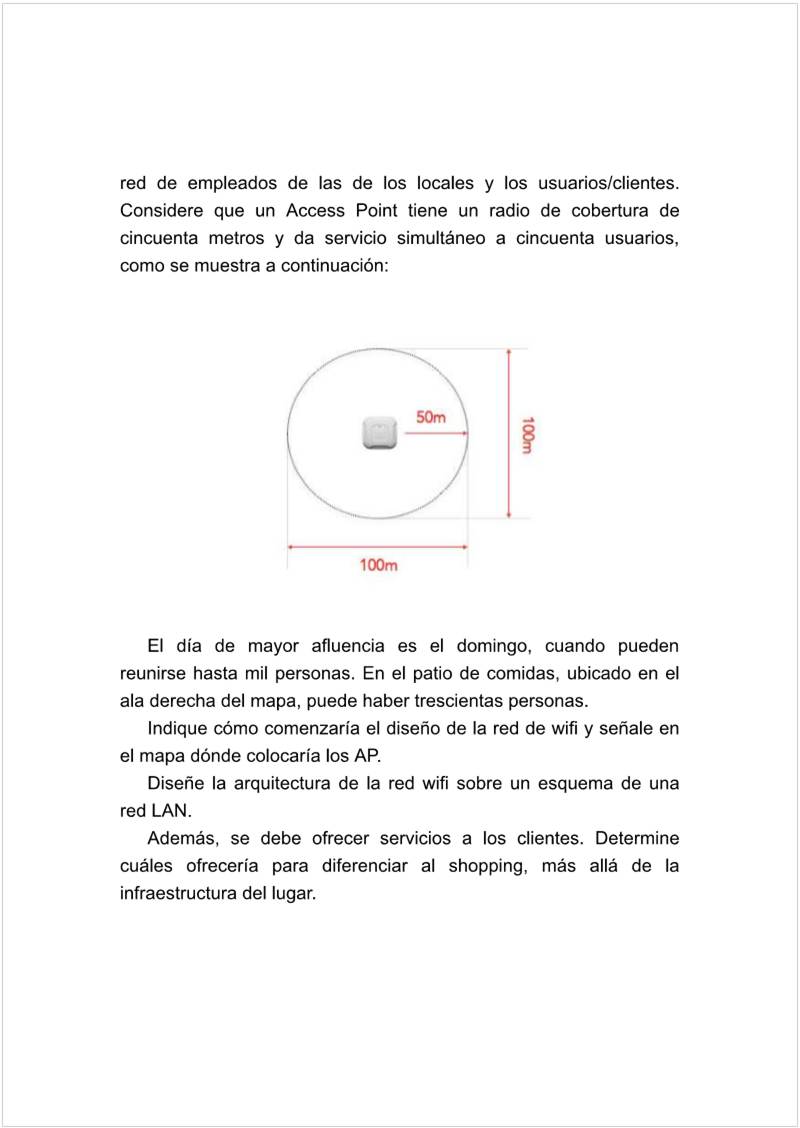 red de empleados de las de los locales y los usuarios/clientes.
Considere que un Access Point tiene un radio de cobertura de
cincuenta metros y da servicio simultáneo a cincuenta usuarios,
como se muestra a continuación:
50m
100m
100m
El día de mayor afluencia es el domingo, cuando pueden
reunirse hasta mil personas. En el patio de comidas, ubicado en el
ala derecha del mapa, puede haber trescientas personas.
Indique cómo comenzaría el diseño de la red de wifi y señale en
el mapa dónde colocaría los AP.
Diseñe la arquitectura de la red wifi sobre un esquema de una
red LAN.
Además, se debe ofrecer servicios a los clientes. Determine
cuáles ofrecería para diferenciar al shopping, más allá de la
infraestructura del lugar.